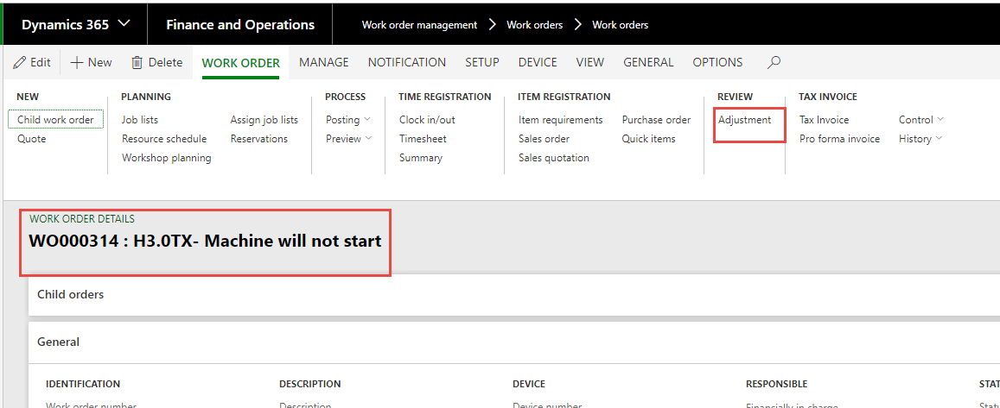 Dynamics 365 Finance and Operations Work order management Work orders Work orders
Edit New Delete WORK ORDER MANAGE NOTIFICATION SETUP DEVICE VIEW GENERAL OPTIONS
NEW PLANNING PROCESS TIME REGISTRATION ITEM REGISTRATION REVIEW TAX INVOICE
Child work order Job lists Assign job lists Posting Clock in/out Item requirements Purchase order Adjustment Tax Invoice Control
Quote Resource schedule Reservations Preview Timesheet Sales order Quick items Pro forma invoice History
Workshop planning Summary Sales quotation
WORK ORDER DETAILS
WO000314 : H3.0TX- Machine will not start
Child orders
General
IDENTIFICATION DESCRIPTION DEVICE RESPONSIBLE STAT
Work order number Description Device number Financially in charge Statu